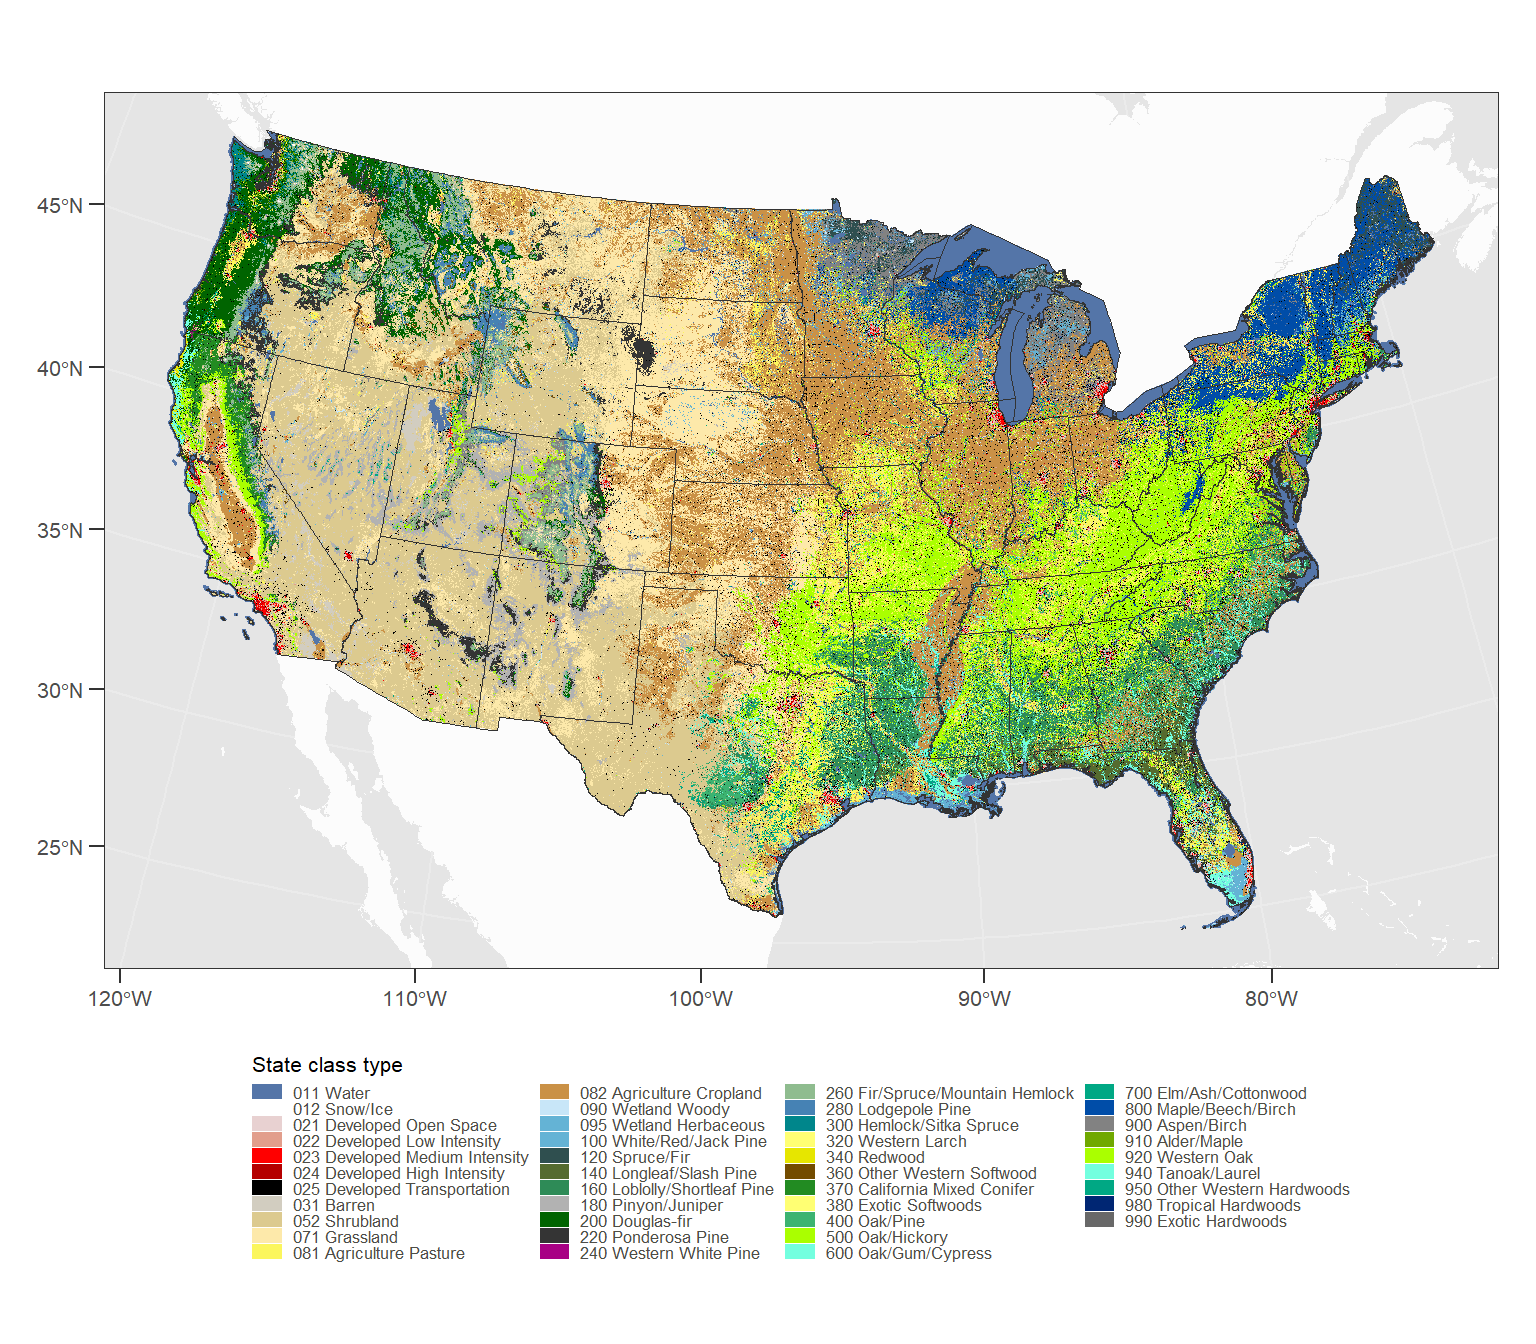 45°N
40°N
35°N
30°N
25°N
120°W
110°W
100°W
90°W
80°W
State class type
011 Water
012 Snow/Ice
021 Developed Open Space
022 Developed Low Intensity
023 Developed Medium Intensity
024 Developed High Intensity
025 Developed Transportation
031 Barren
052 Shrubland
071 Grassland
081 Agriculture Pasture
082 Agriculture Cropland
090 Wetland Woody
095 Wetland Herbaceous
100 White/Red/Jack Pine
120 Spruce/Fir
140 Longleaf/Slash Pine
160 Loblolly/Shortleaf Pine
180 Pinyon/Juniper
200 Douglas-fir
220 Ponderosa Pine
240 Western White Pine
260 Fir/Spruce/Mountain Hemlock
280 Lodgepole Pine
300 Hemlock/Sitka Spruce
320 Western Larch
340 Redwood
360 Other Western Softwood
370 California Mixed Conifer
380 Exotic Softwoods
400 Oak/Pine
500 Oak/Hickory
600 Oak/Gum/Cypress
700 Elm/Ash/Cottonwood
800 Maple/Beech/Birch
900 Aspen/Birch
910 Alder/Maple
920 Western Oak
940 Tanoak/Laurel
950 Other Western Hardwoods
980 Tropical Hardwoods
990 Exotic Hardwoods